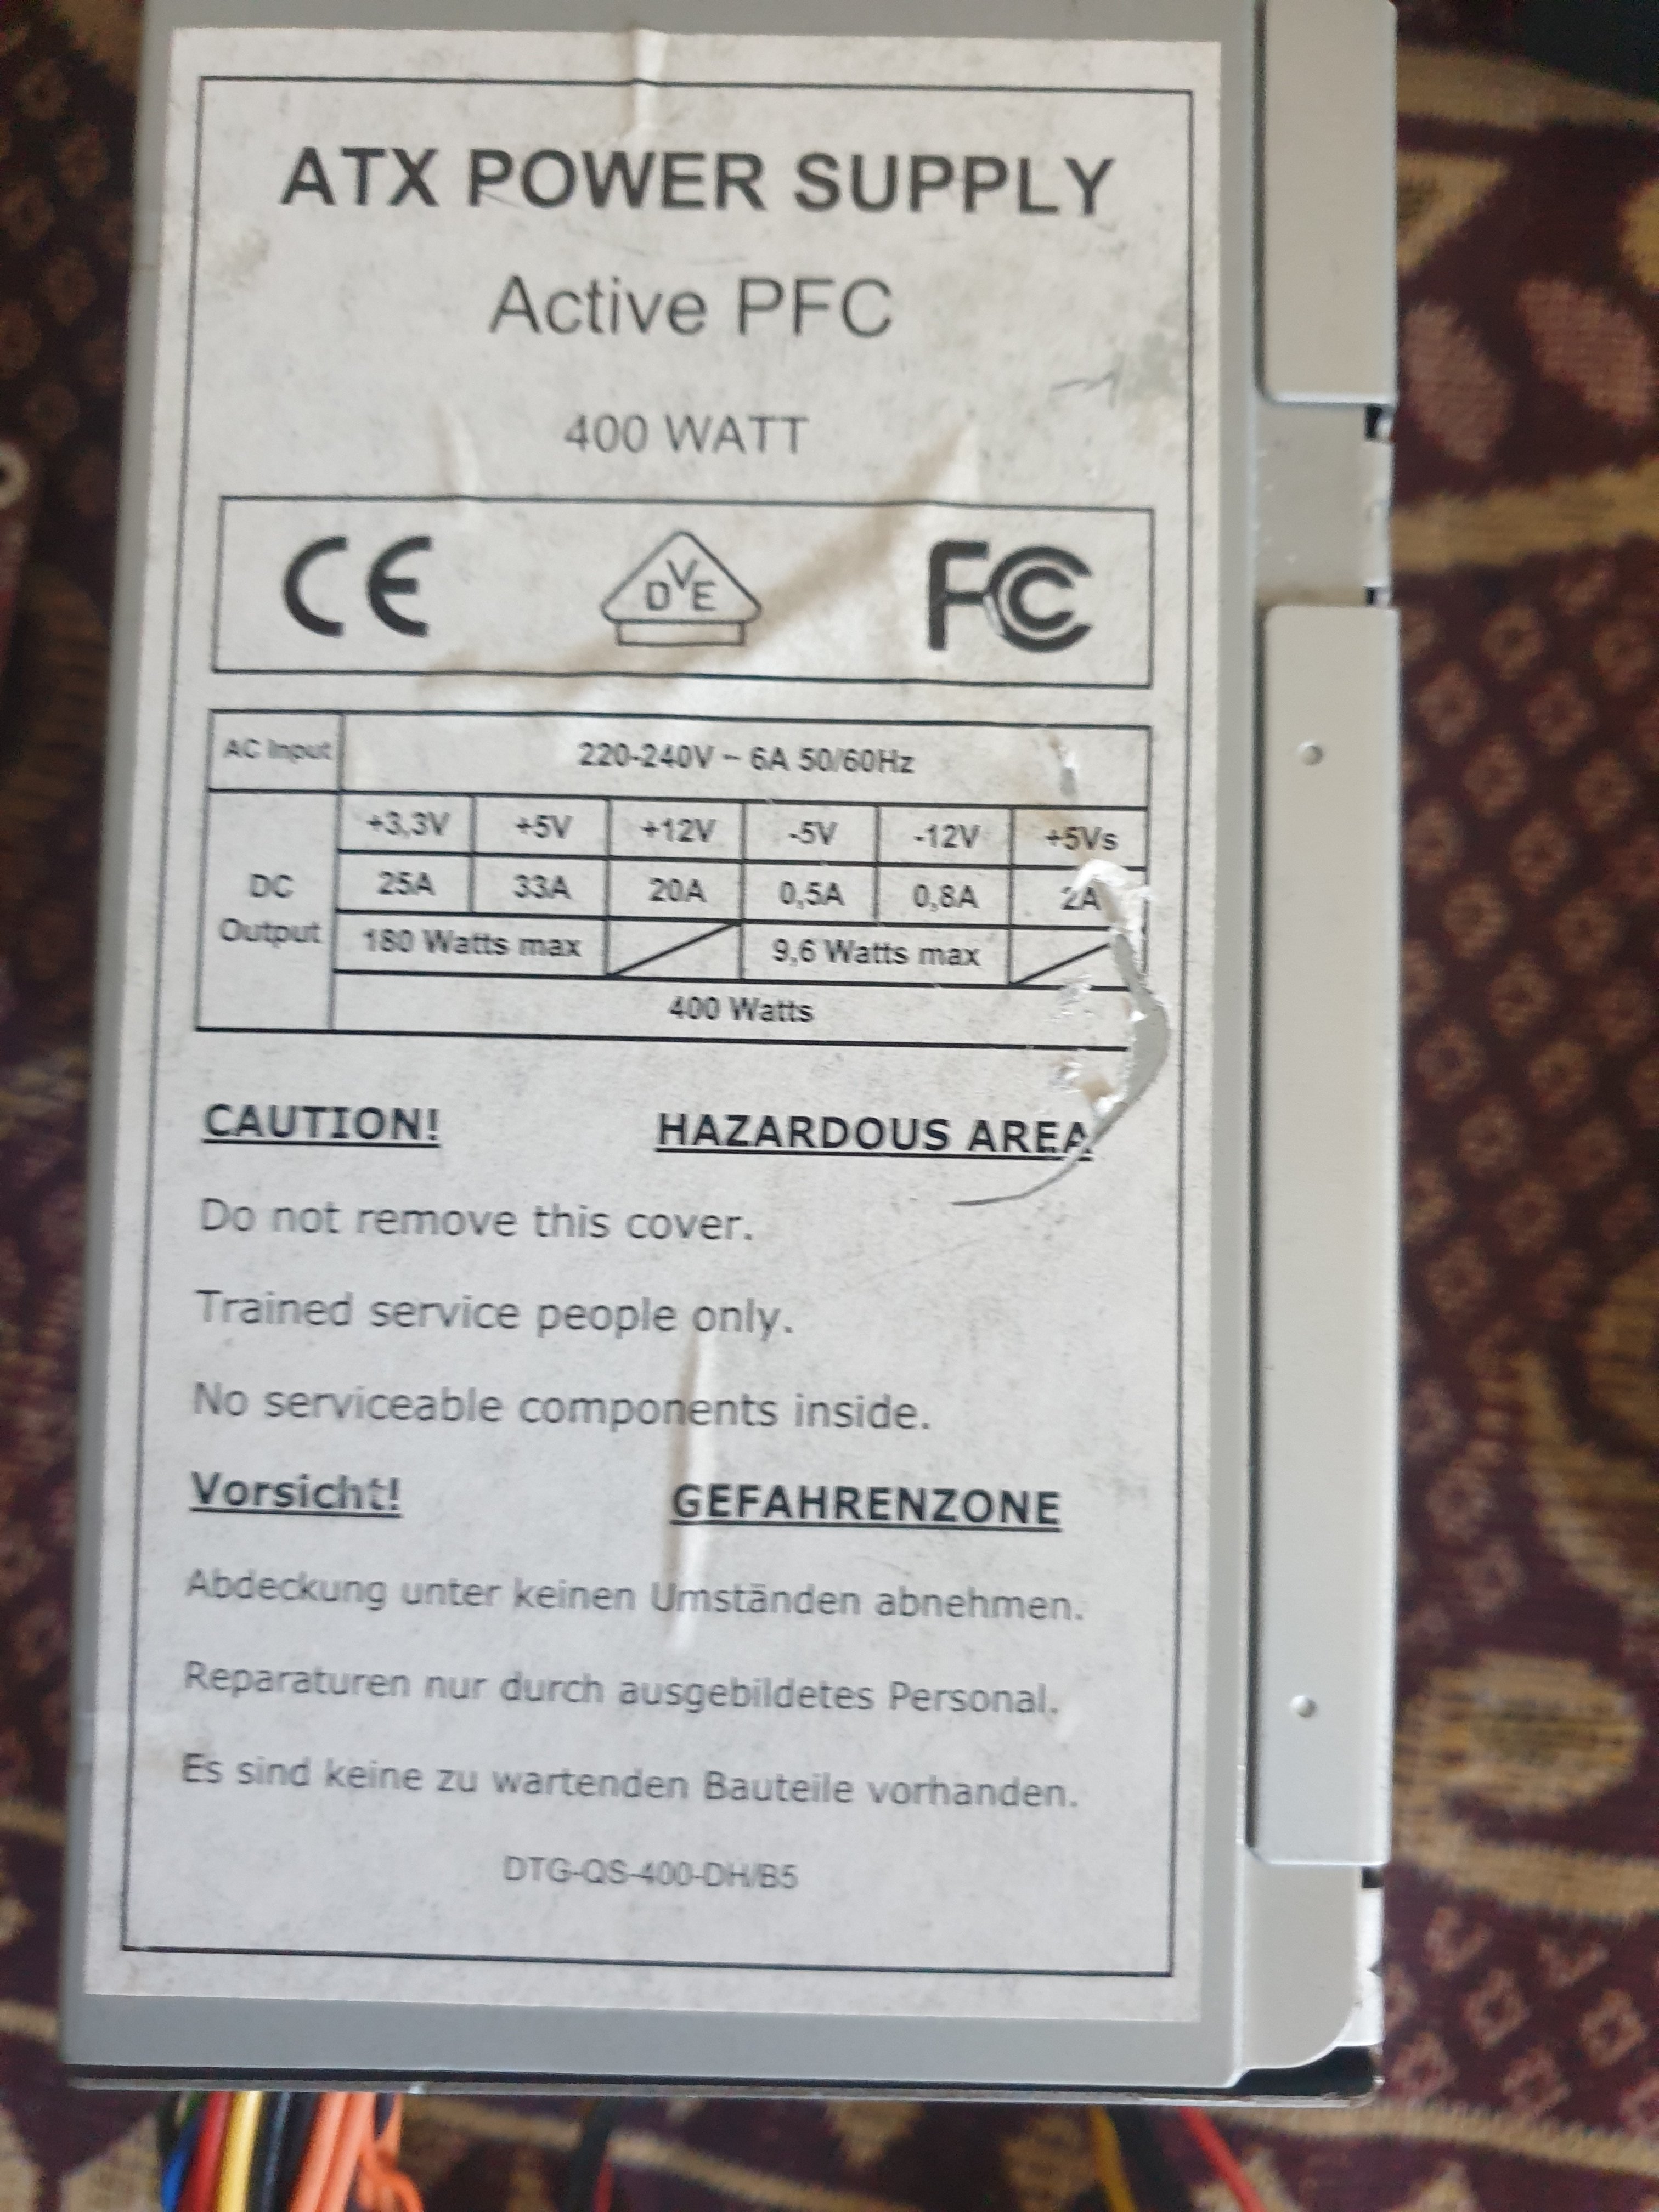 ATX POWER SUPPLY
Active PFC
400 WATT
CE DVE FC
AC Input 220-240V ~ 6A 50/60Hz
+3,3V +5V +12V -5V -12V +5Vs
DC Output 25A 33A 20A 0,5A 0,8A 2A
180 Watts max 9,6 Watts max
400 Watts
CAUTION! HAZARDOUS AREA
Do not remove this cover.
Trained service people only.
No serviceable components inside.
Vorsicht! GEFAHRENZONE
Abdeckung unter keinen Umständen abnehmen.
Reparaturen nur durch ausgebildetes Personal.
Es sind keine zu wartenden Bauteile vorhanden.
DTG-QS-400-DH/B5